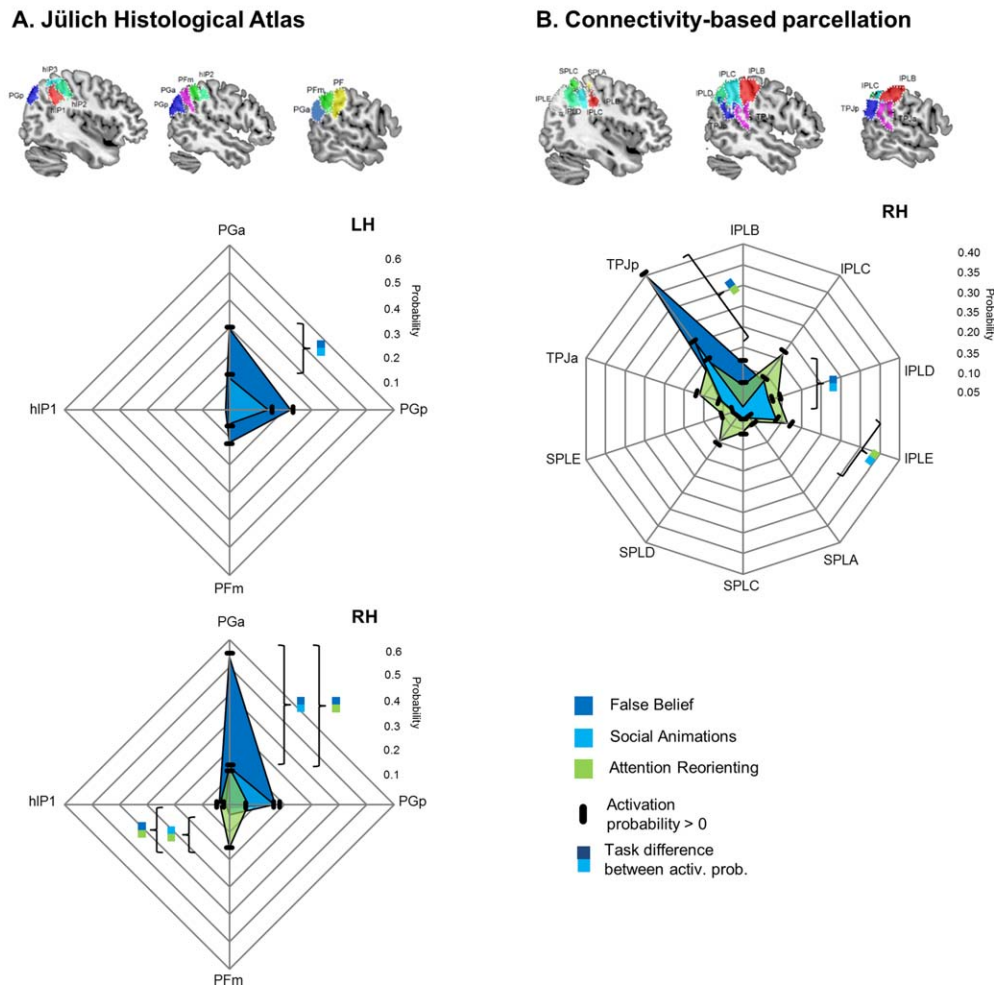 A. Jülich Histological Atlas
B. Connectivity-based parcellation
hIP3
PGp
hIP1
hIP2
PFm
hIP2
PGa
PGp
PF
PFm
PGa
SPLC
SPLA
IPLE
IPLC
IPLC
IPLB
IPLD
IPLB
IPLC
TPJp
LH
PGa
0.6
0.5
0.4
0.3
0.2
0.1
Probability
hIP1
PGp
PFm
RH
IPLB
TPJp
IPLC
0.40
0.35
0.30
0.35
0.20
0.35
0.10
0.05
Probability
TPJa
IPLD
SPLE
IPLE
SPLD
SPLA
SPLC
PGa
RH
0.6
0.5
0.4
0.3
0.2
0.1
Probability
hIP1
PGp
PFm
False Belief
Social Animations
Attention Reorienting
Activation
probability > 0
Task difference
between activ. prob.